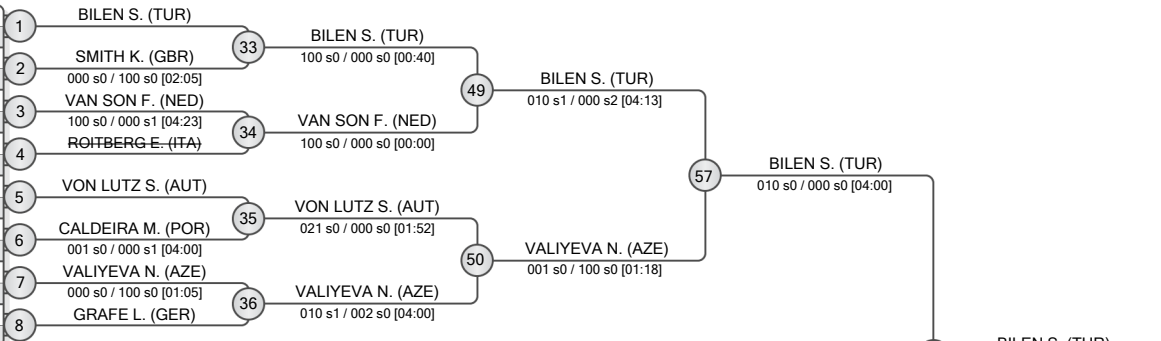 1
BILEN S. (TUR)
2
SMITH K. (GBR)
000 s0 / 100 s0 [02:05]
3
VAN SON F. (NED)
100 s0 / 000 s1 [04:23]
4
ROITBERG E. (ITA)
5
VON LUTZ S. (AUT)
6
CALDEIRA M. (POR)
001 s0 / 000 s1 [04:00]
7
VALIYEVA N. (AZE)
000 s0 / 100 s0 [01:05]
8
GRAFE L. (GER)
33
BILEN S. (TUR)
100 s0 / 000 s0 [00:40]
34
VAN SON F. (NED)
100 s0 / 000 s0 [00:00]
35
VON LUTZ S. (AUT)
021 s0 / 000 s0 [01:52]
36
VALIYEVA N. (AZE)
010 s1 / 002 s0 [04:00]
49
BILEN S. (TUR)
010 s1 / 000 s2 [04:13]
50
VALIYEVA N. (AZE)
001 s0 / 100 s0 [01:18]
57
BILEN S. (TUR)
010 s0 / 000 s0 [04:00]
BILEN S. (TUR)